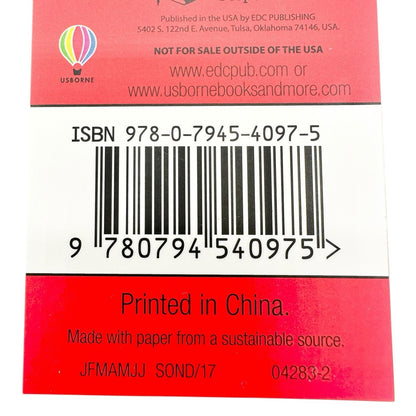 Published in the USA by EDC PUBLISHING
5402 S. 122nd E. Avenue, Tulsa, Oklahoma 74146, USA.
NOT FOR SALE OUTSIDE OF THE USA
USBORNE
www.edcpub.com or
www.usbornebooksandmore.com
ISBN 978-0-7945-4097-5
9 780794 540975 >
Printed in China.
Made with paper from a sustainable source.
JFMAMJJ SOND/17 04283-2